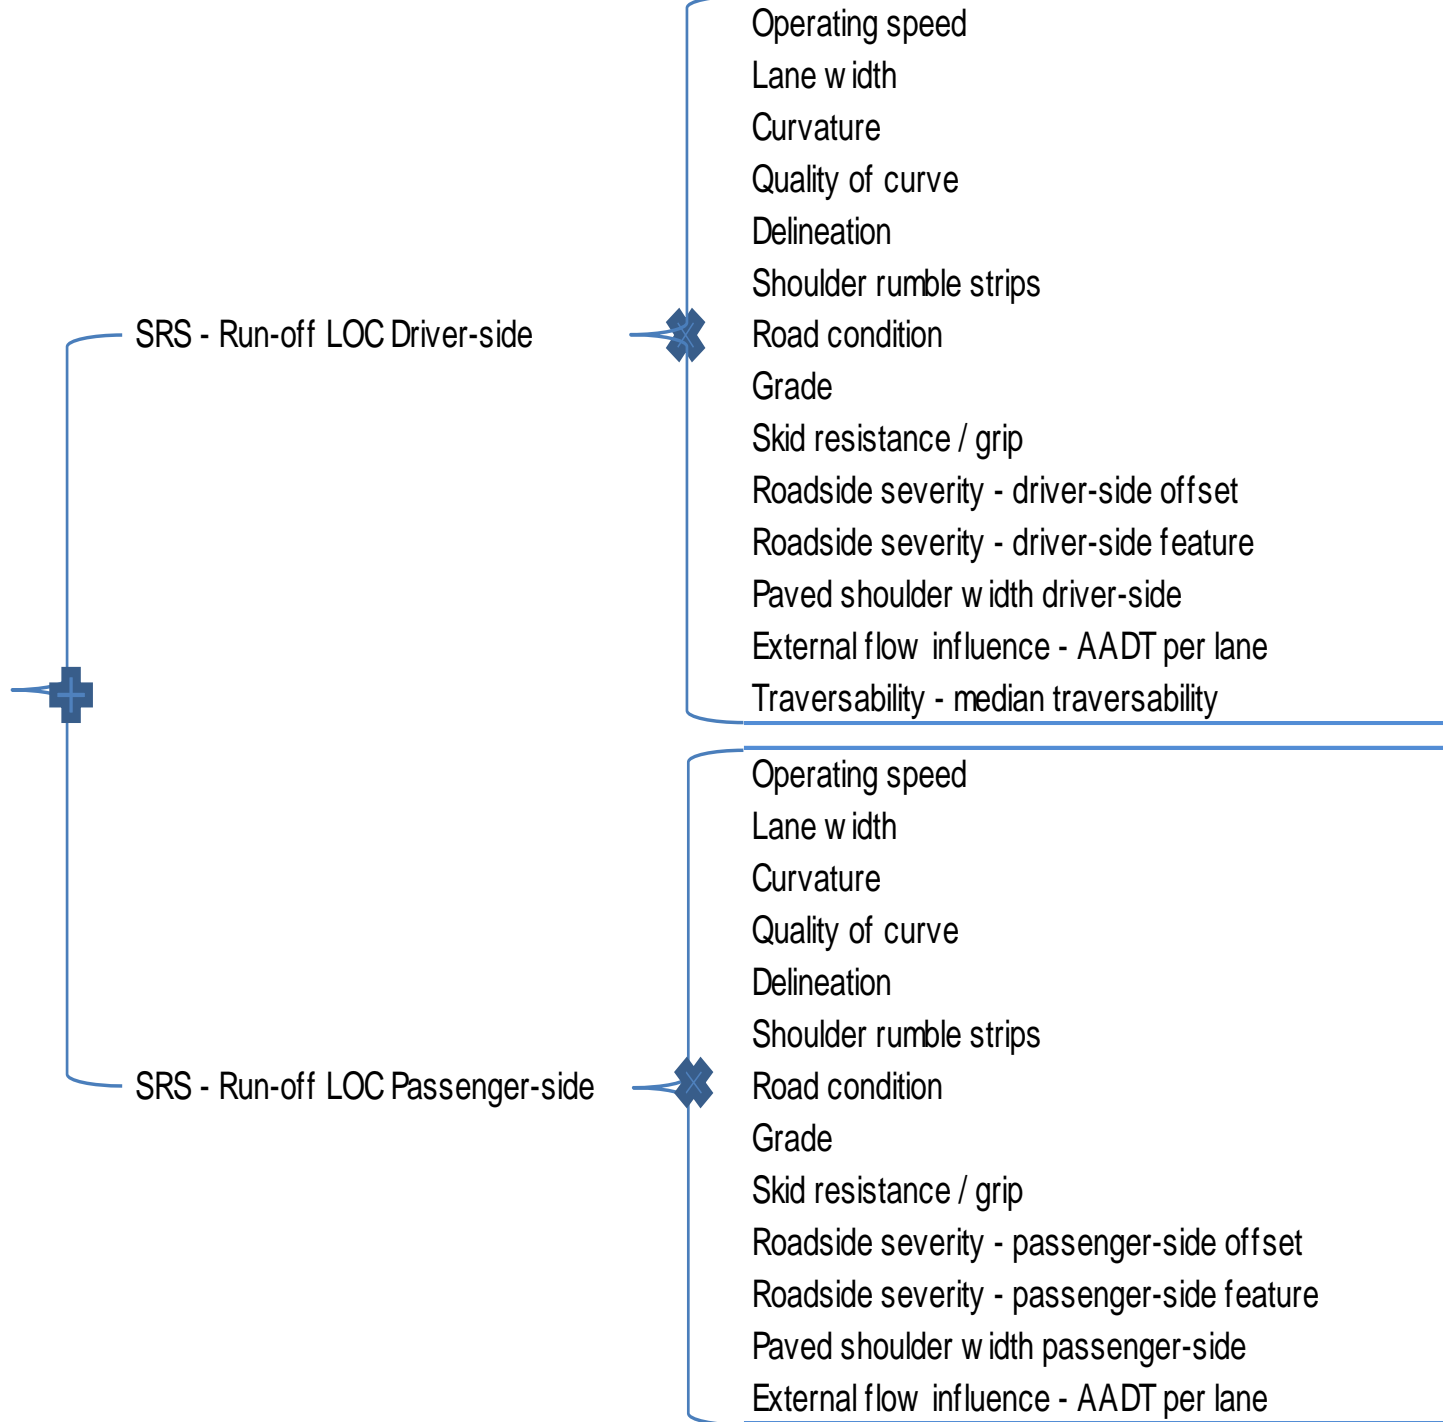 Operating speed
Lane width
Curvature
Quality of curve
Delineation
Shoulder rumble strips
SRS - Run-off LOC Driver-side
Road condition
Grade
Skid resistance / grip
Roadside severity - driver-side offset
Roadside severity - driver-side feature
Paved shoulder width driver-side
External flow influence - AADT per lane
Traversability - median traversability
Operating speed
Lane width
Curvature
Quality of curve
Delineation
Shoulder rumble strips
SRS - Run-off LOC Passenger-side
Road condition
Grade
Skid resistance / grip
Roadside severity - passenger-side offset
Roadside severity - passenger-side feature
Paved shoulder width passenger-side
External flow influence - AADT per lane